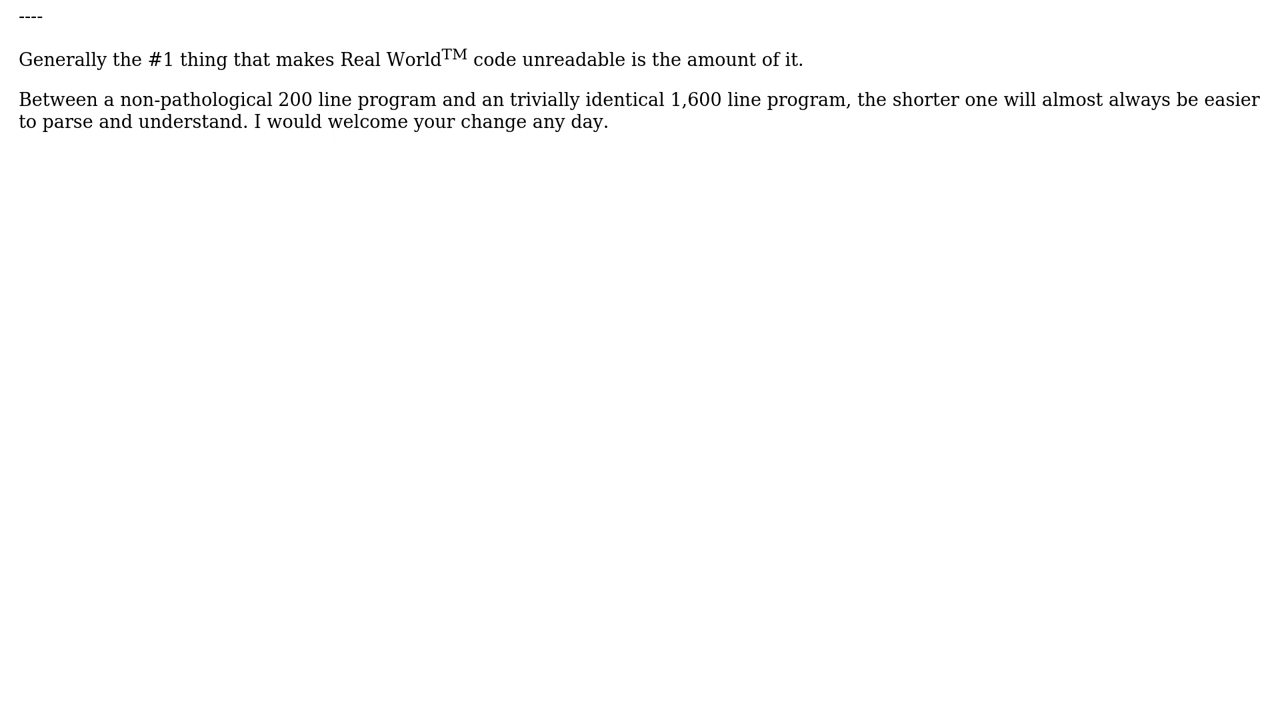 ----
Generally the #1 thing that makes Real World™ code unreadable is the amount of it.
Between a non-pathological 200 line program and an trivially identical 1,600 line program, the shorter one will almost always be easier
to parse and understand. I would welcome your change any day.